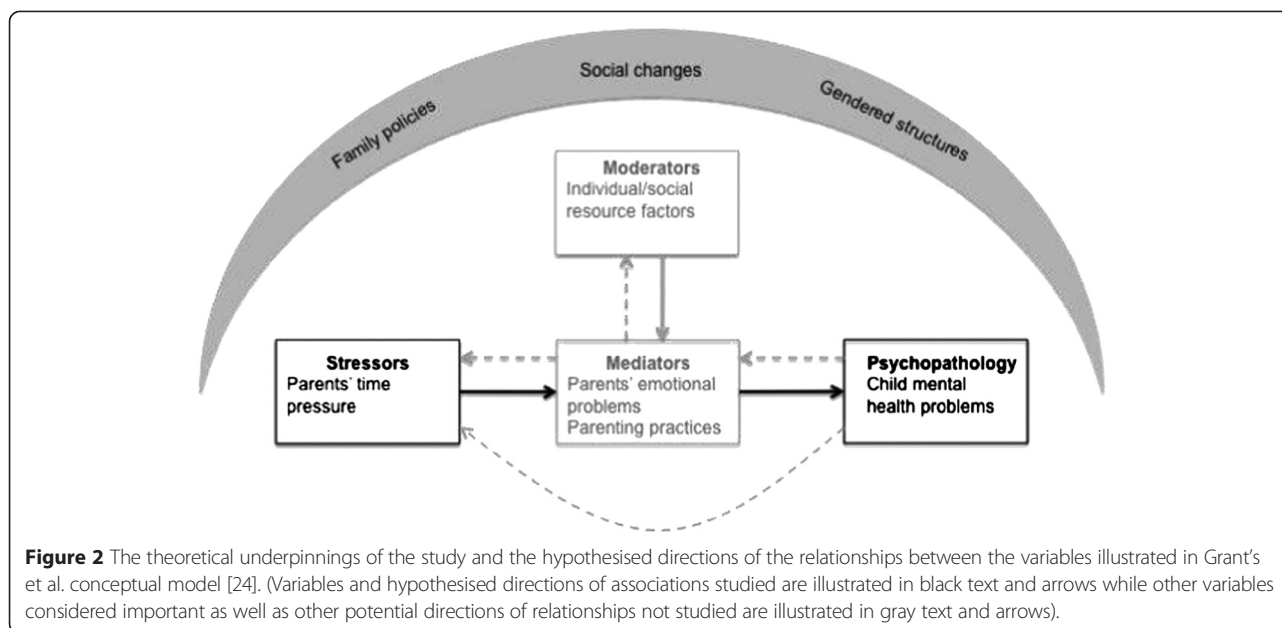 Social changes
Family policies
Gendered structures
Moderators
Individual/social
resource factors
Stressors
Parents' time
pressure
Mediators
Parents' emotional
problems
Parenting practices
Psychopathology
Child mental
health problems
Figure 2 The theoretical underpinnings of the study and the hypothesised directions of the relationships between the variables illustrated in Grant's
et al. conceptual model [24]. (Variables and hypothesised directions of associations studied are illustrated in black text and arrows while other variables
considered important as well as other potential directions of relationships not studied are illustrated in gray text and arrows).